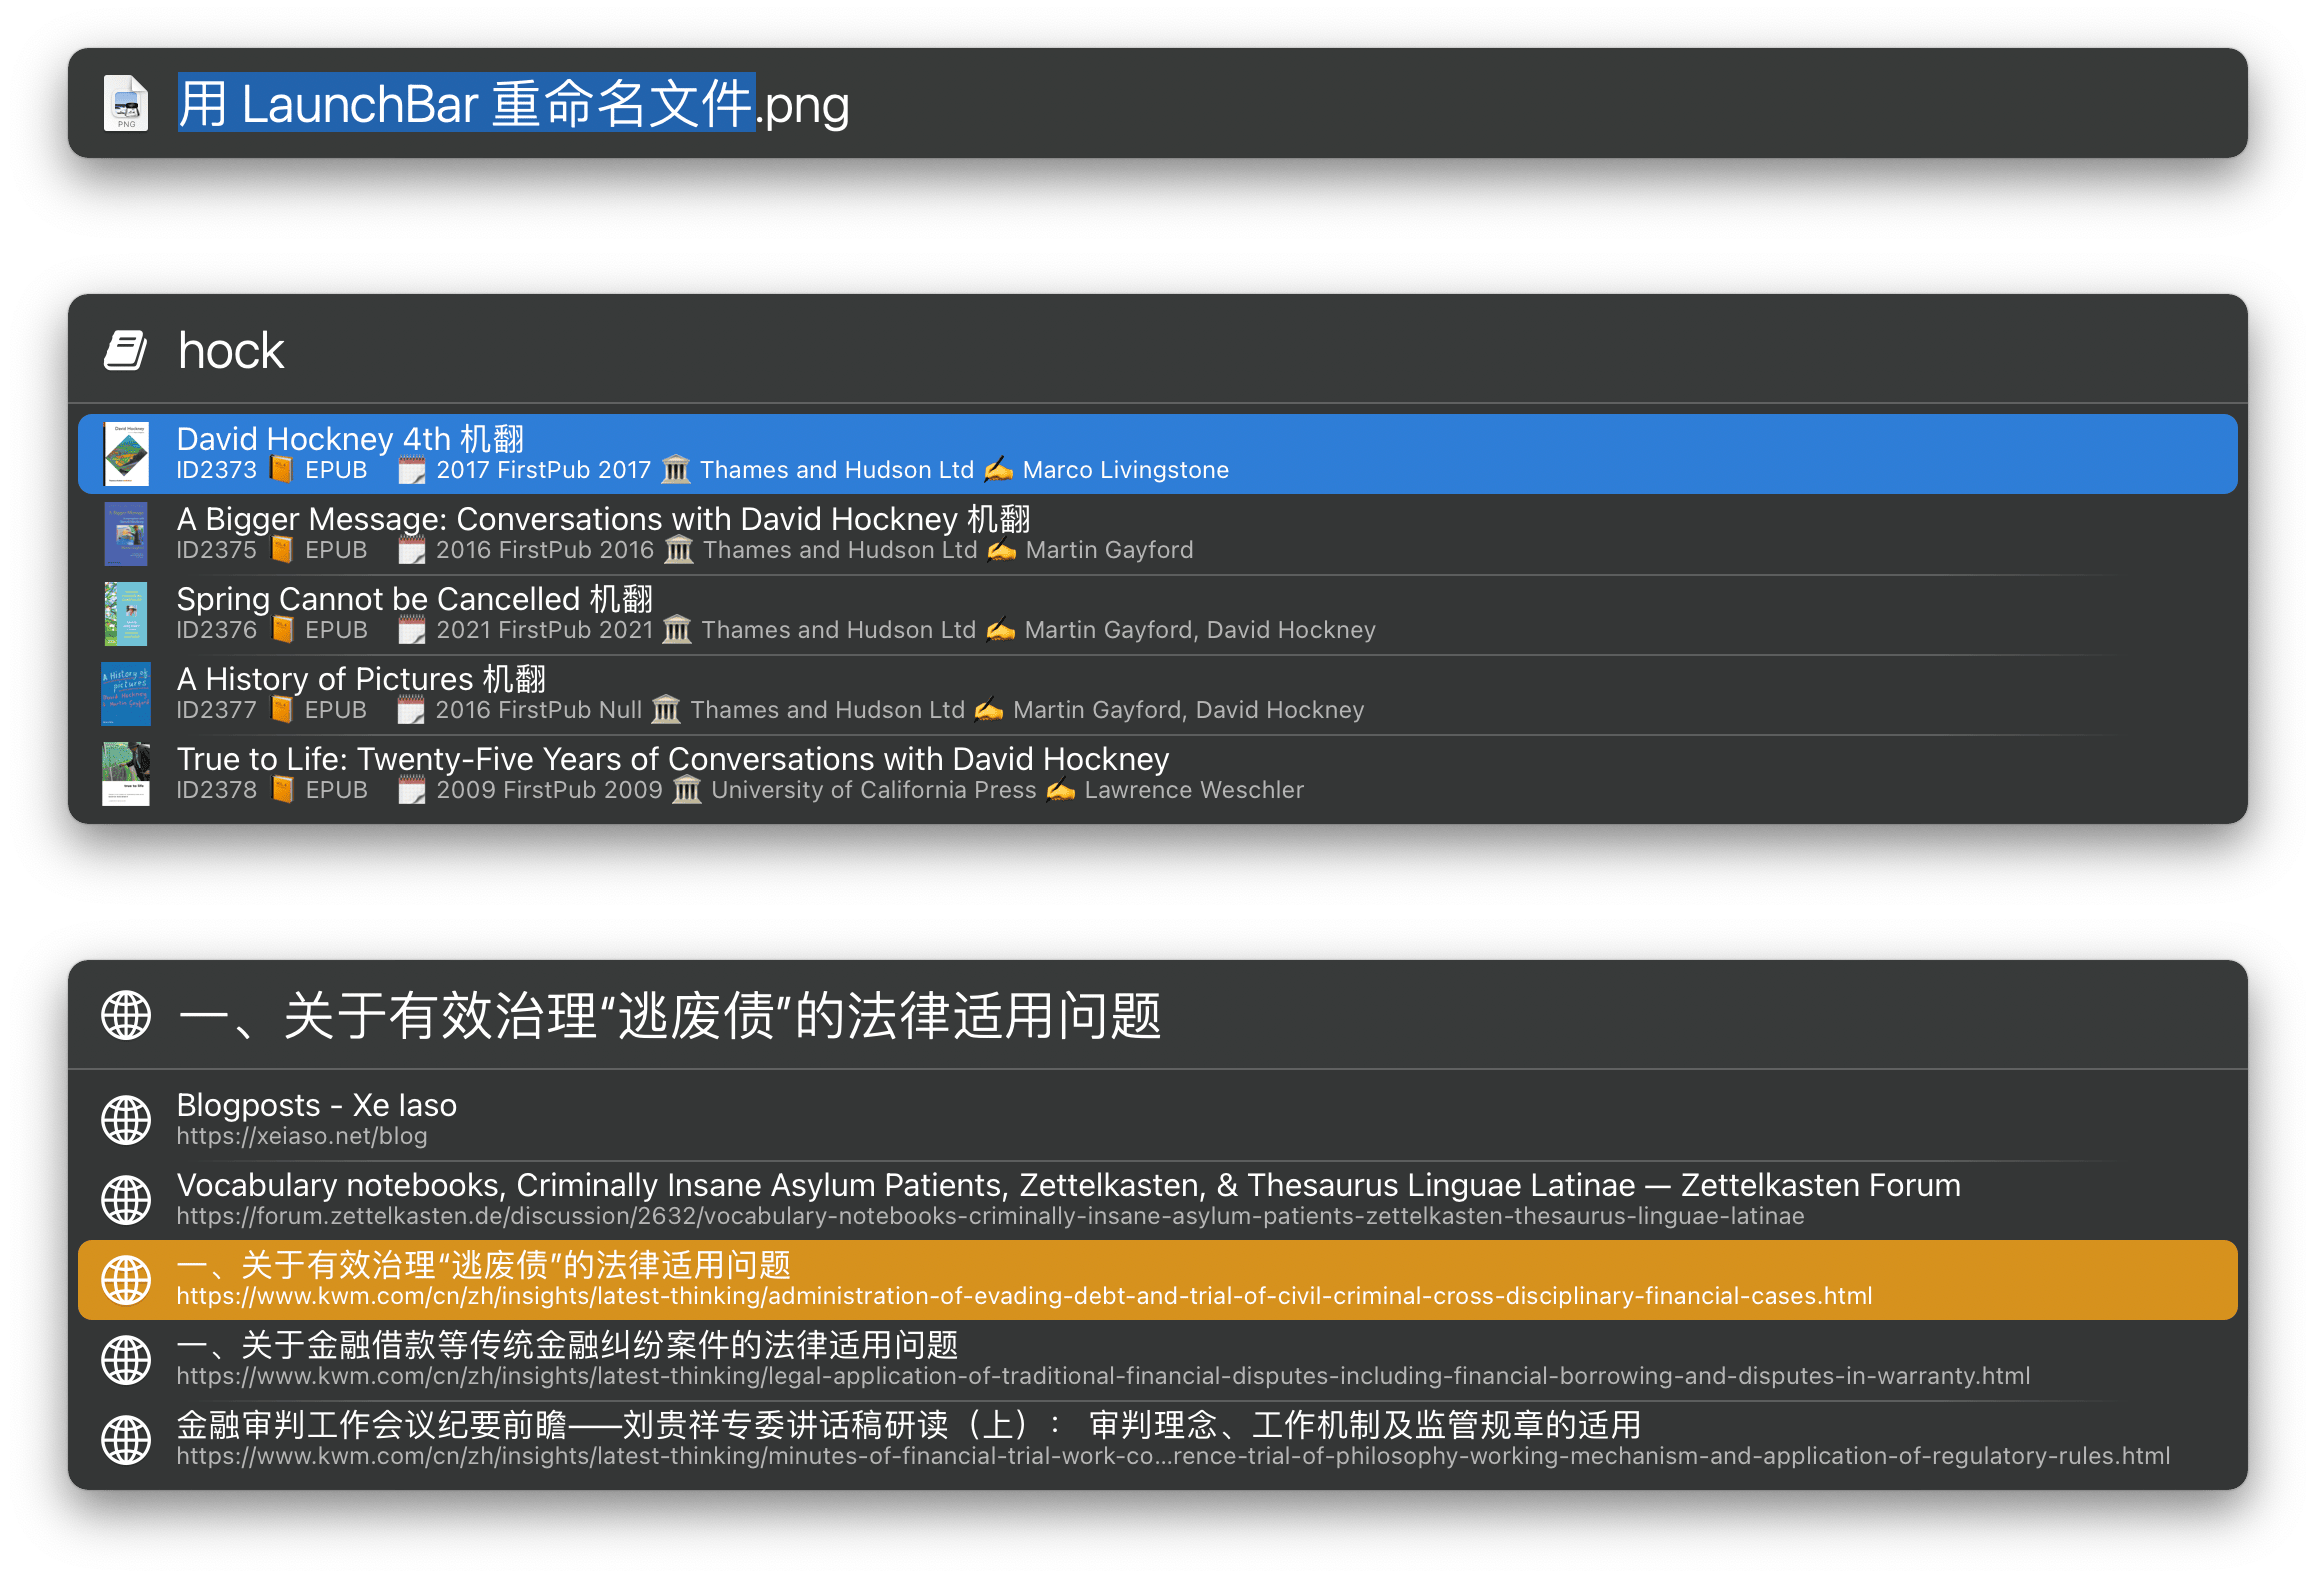 用 LaunchBar 重命名文件.png
PNG
hock
David Hockney 4th 机翻
ID2373 📙 EPUB 🗓️ 2017 FirstPub 2017 🏛️ Thames and Hudson Ltd ✍️ Marco Livingstone
A Bigger Message: Conversations with David Hockney 机翻
ID2375 📙 EPUB 🗓️ 2016 FirstPub 2016 🏛️ Thames and Hudson Ltd ✍️ Martin Gayford
Spring Cannot be Cancelled 机翻
ID2376 📙 EPUB 🗓️ 2021 FirstPub 2021 🏛️ Thames and Hudson Ltd ✍️ Martin Gayford, David Hockney
A History of Pictures 机翻
ID2377 📙 EPUB 🗓️ 2016 FirstPub Null 🏛️ Thames and Hudson Ltd ✍️ Martin Gayford, David Hockney
True to Life: Twenty-Five Years of Conversations with David Hockney
ID2378 📙 EPUB 🗓️ 2009 FirstPub 2009 🏛️ University of California Press ✍️ Lawrence Weschler
一、关于有效治理“逃废债”的法律适用问题
Blogposts - Xe Iaso
https://xeiaso.net/blog
Vocabulary notebooks, Criminally Insane Asylum Patients, Zettelkasten, & Thesaurus Linguae Latinae — Zettelkasten Forum
https://forum.zettelkasten.de/discussion/2632/vocabulary-notebooks-criminally-insane-asylum-patients-zettelkasten-thesaurus-linguae-latinae
一、关于有效治理“逃废债”的法律适用问题
https://www.kwm.com/cn/zh/insights/latest-thinking/administration-of-evading-debt-and-trial-of-civil-criminal-cross-disciplinary-financial-cases.html
一、关于金融借款等传统金融纠纷案件的法律适用问题
https://www.kwm.com/cn/zh/insights/latest-thinking/legal-application-of-traditional-financial-disputes-including-financial-borrowing-and-disputes-in-warranty.html
金融审判工作会议纪要前瞻——刘贵祥专委讲话稿研读（上）： 审判理念、工作机制及监管规章的适用
https://www.kwm.com/cn/zh/insights/latest-thinking/minutes-of-financial-trial-work-co...rence-trial-of-philosophy-working-mechanism-and-application-of-regulatory-rules.html